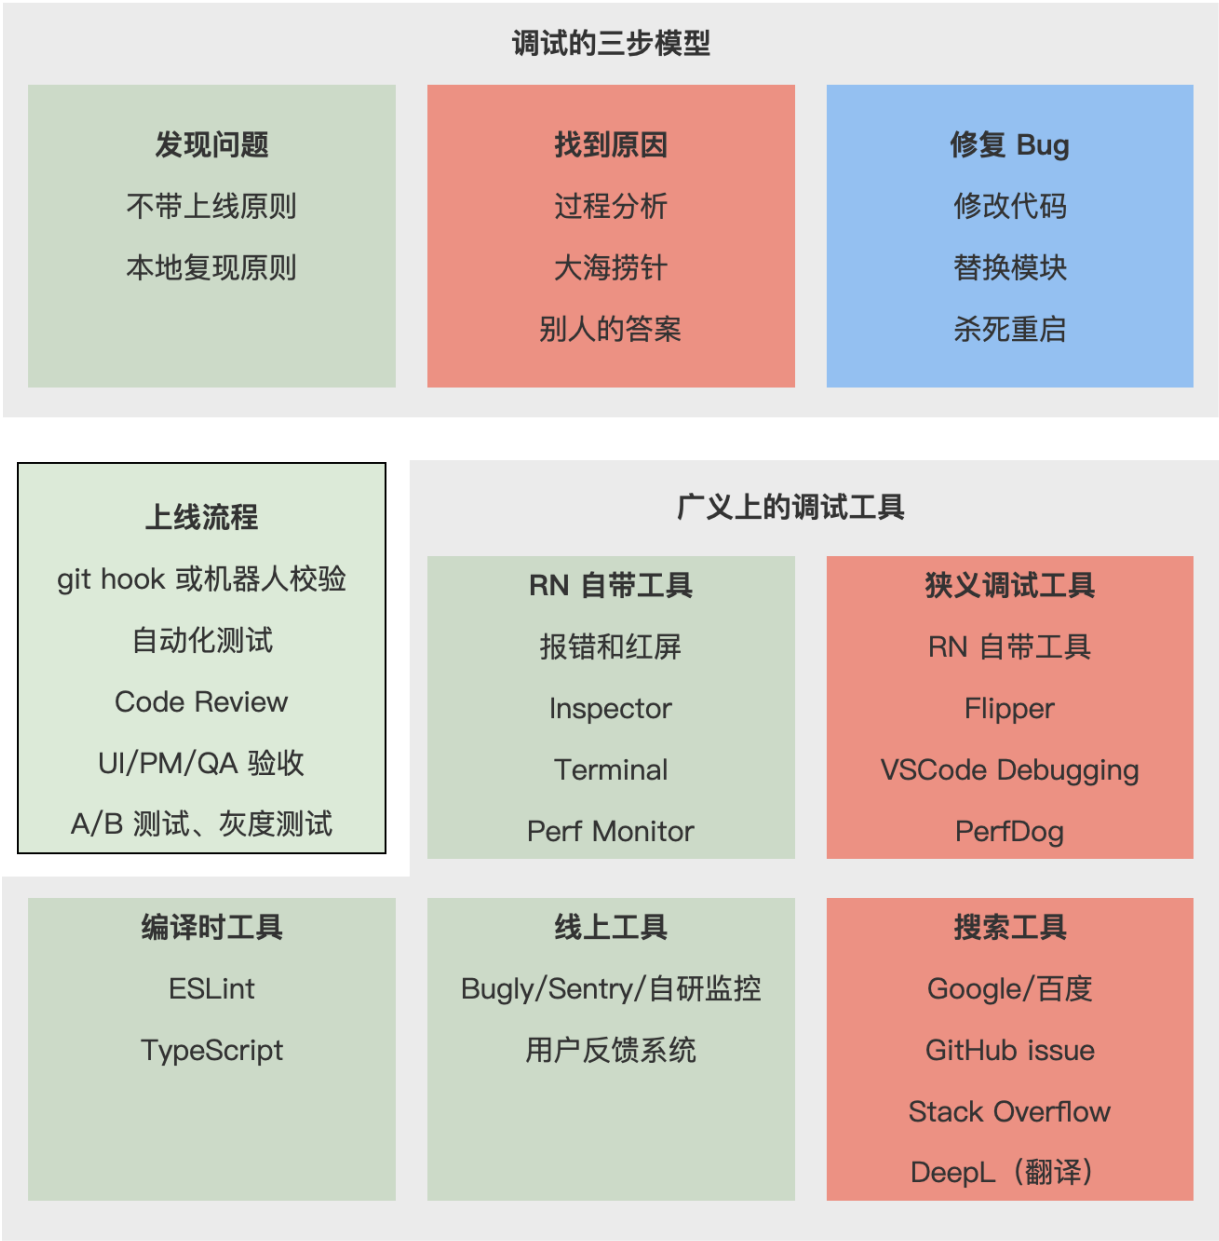 调试的三步模型
发现问题
不带上线原则
本地复现原则
找到原因
过程分析
大海捞针
别人的答案
修复 Bug
修改代码
替换模块
杀死重启
上线流程
git hook 或机器人校验
自动化测试
Code Review
UI/PM/QA 验收
A/B 测试、灰度测试
广义上的调试工具
RN 自带工具
报错和红屏
Inspector
Terminal
Perf Monitor
狭义调试工具
RN 自带工具
Flipper
VSCode Debugging
PerfDog
编译时工具
ESLint
TypeScript
线上工具
Bugly/Sentry/自研监控
用户反馈系统
搜索工具
Google/百度
GitHub issue
Stack Overflow
DeepL（翻译）